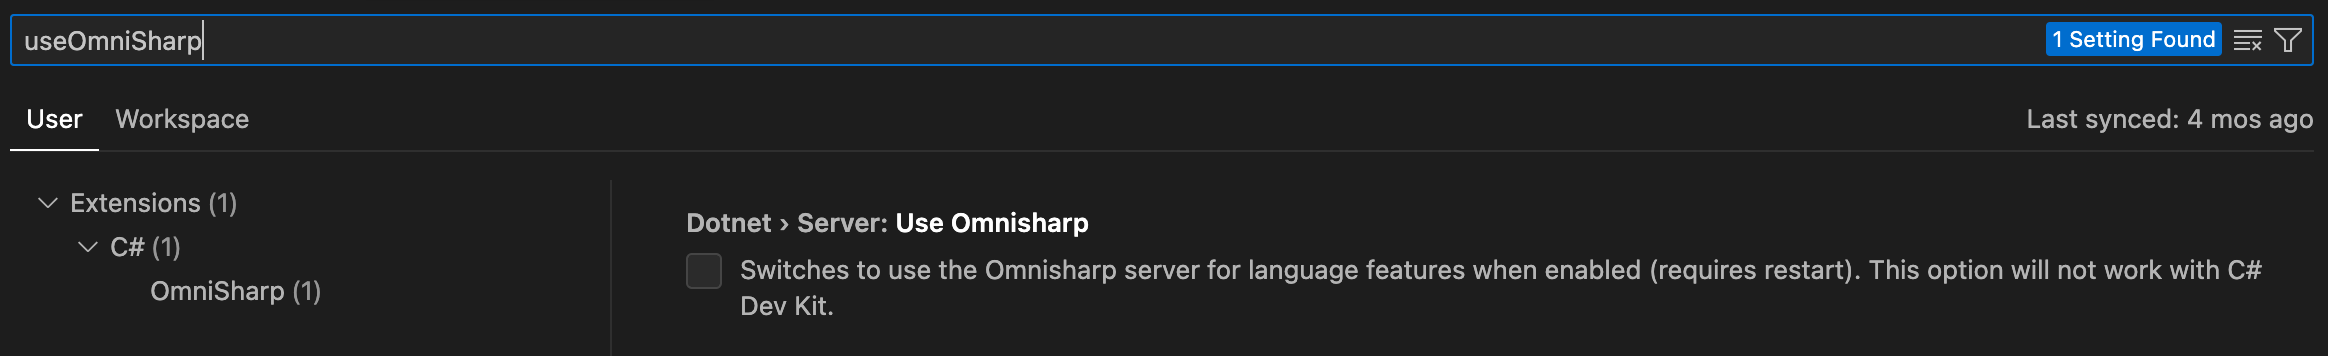 useOmniSharp
1 Setting Found
User
Workspace
Last synced: 4 mos ago
Extensions (1)
C# (1)
OmniSharp (1)
Dotnet › Server: Use Omnisharp
Switches to use the Omnisharp server for language features when enabled (requires restart). This option will not work with C#
Dev Kit.